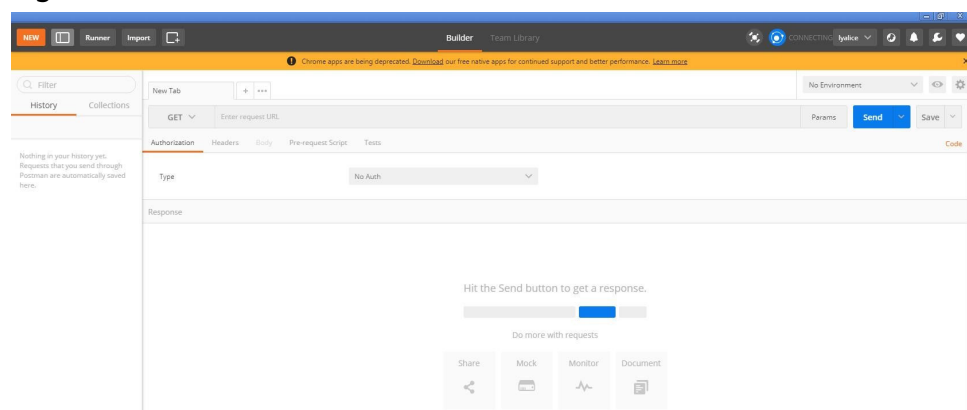 NEW Runner Import Builder Team Library CONNECTING lyalice
Chrome apps are being deprecated. Download our free native apps for continued support and better performance. Learn more
Filter
History Collections
Nothing in your history yet.
Requests that you send through
Postman are automatically saved
here.
New Tab + ••• No Environment
GET Enter request URL Params Send Save
Authorization Headers Body Pre-request Script Tests Code
Type No Auth
Response
Hit the Send button to get a response.
Do more with requests
Share Mock Monitor Document